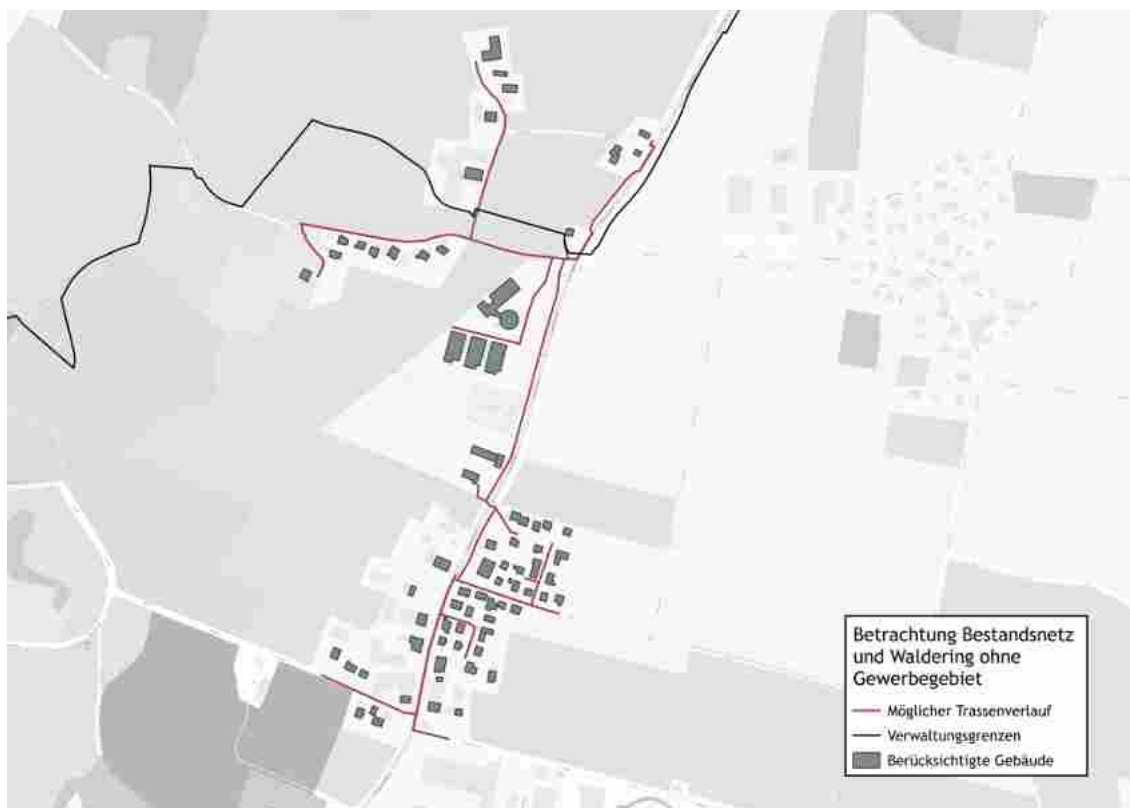 Betrachtung Bestandsnetz
und Waldering ohne
Gewerbegebiet
Möglicher Trassenverlauf
Verwaltungsgrenzen
Berücksichtigte Gebäude